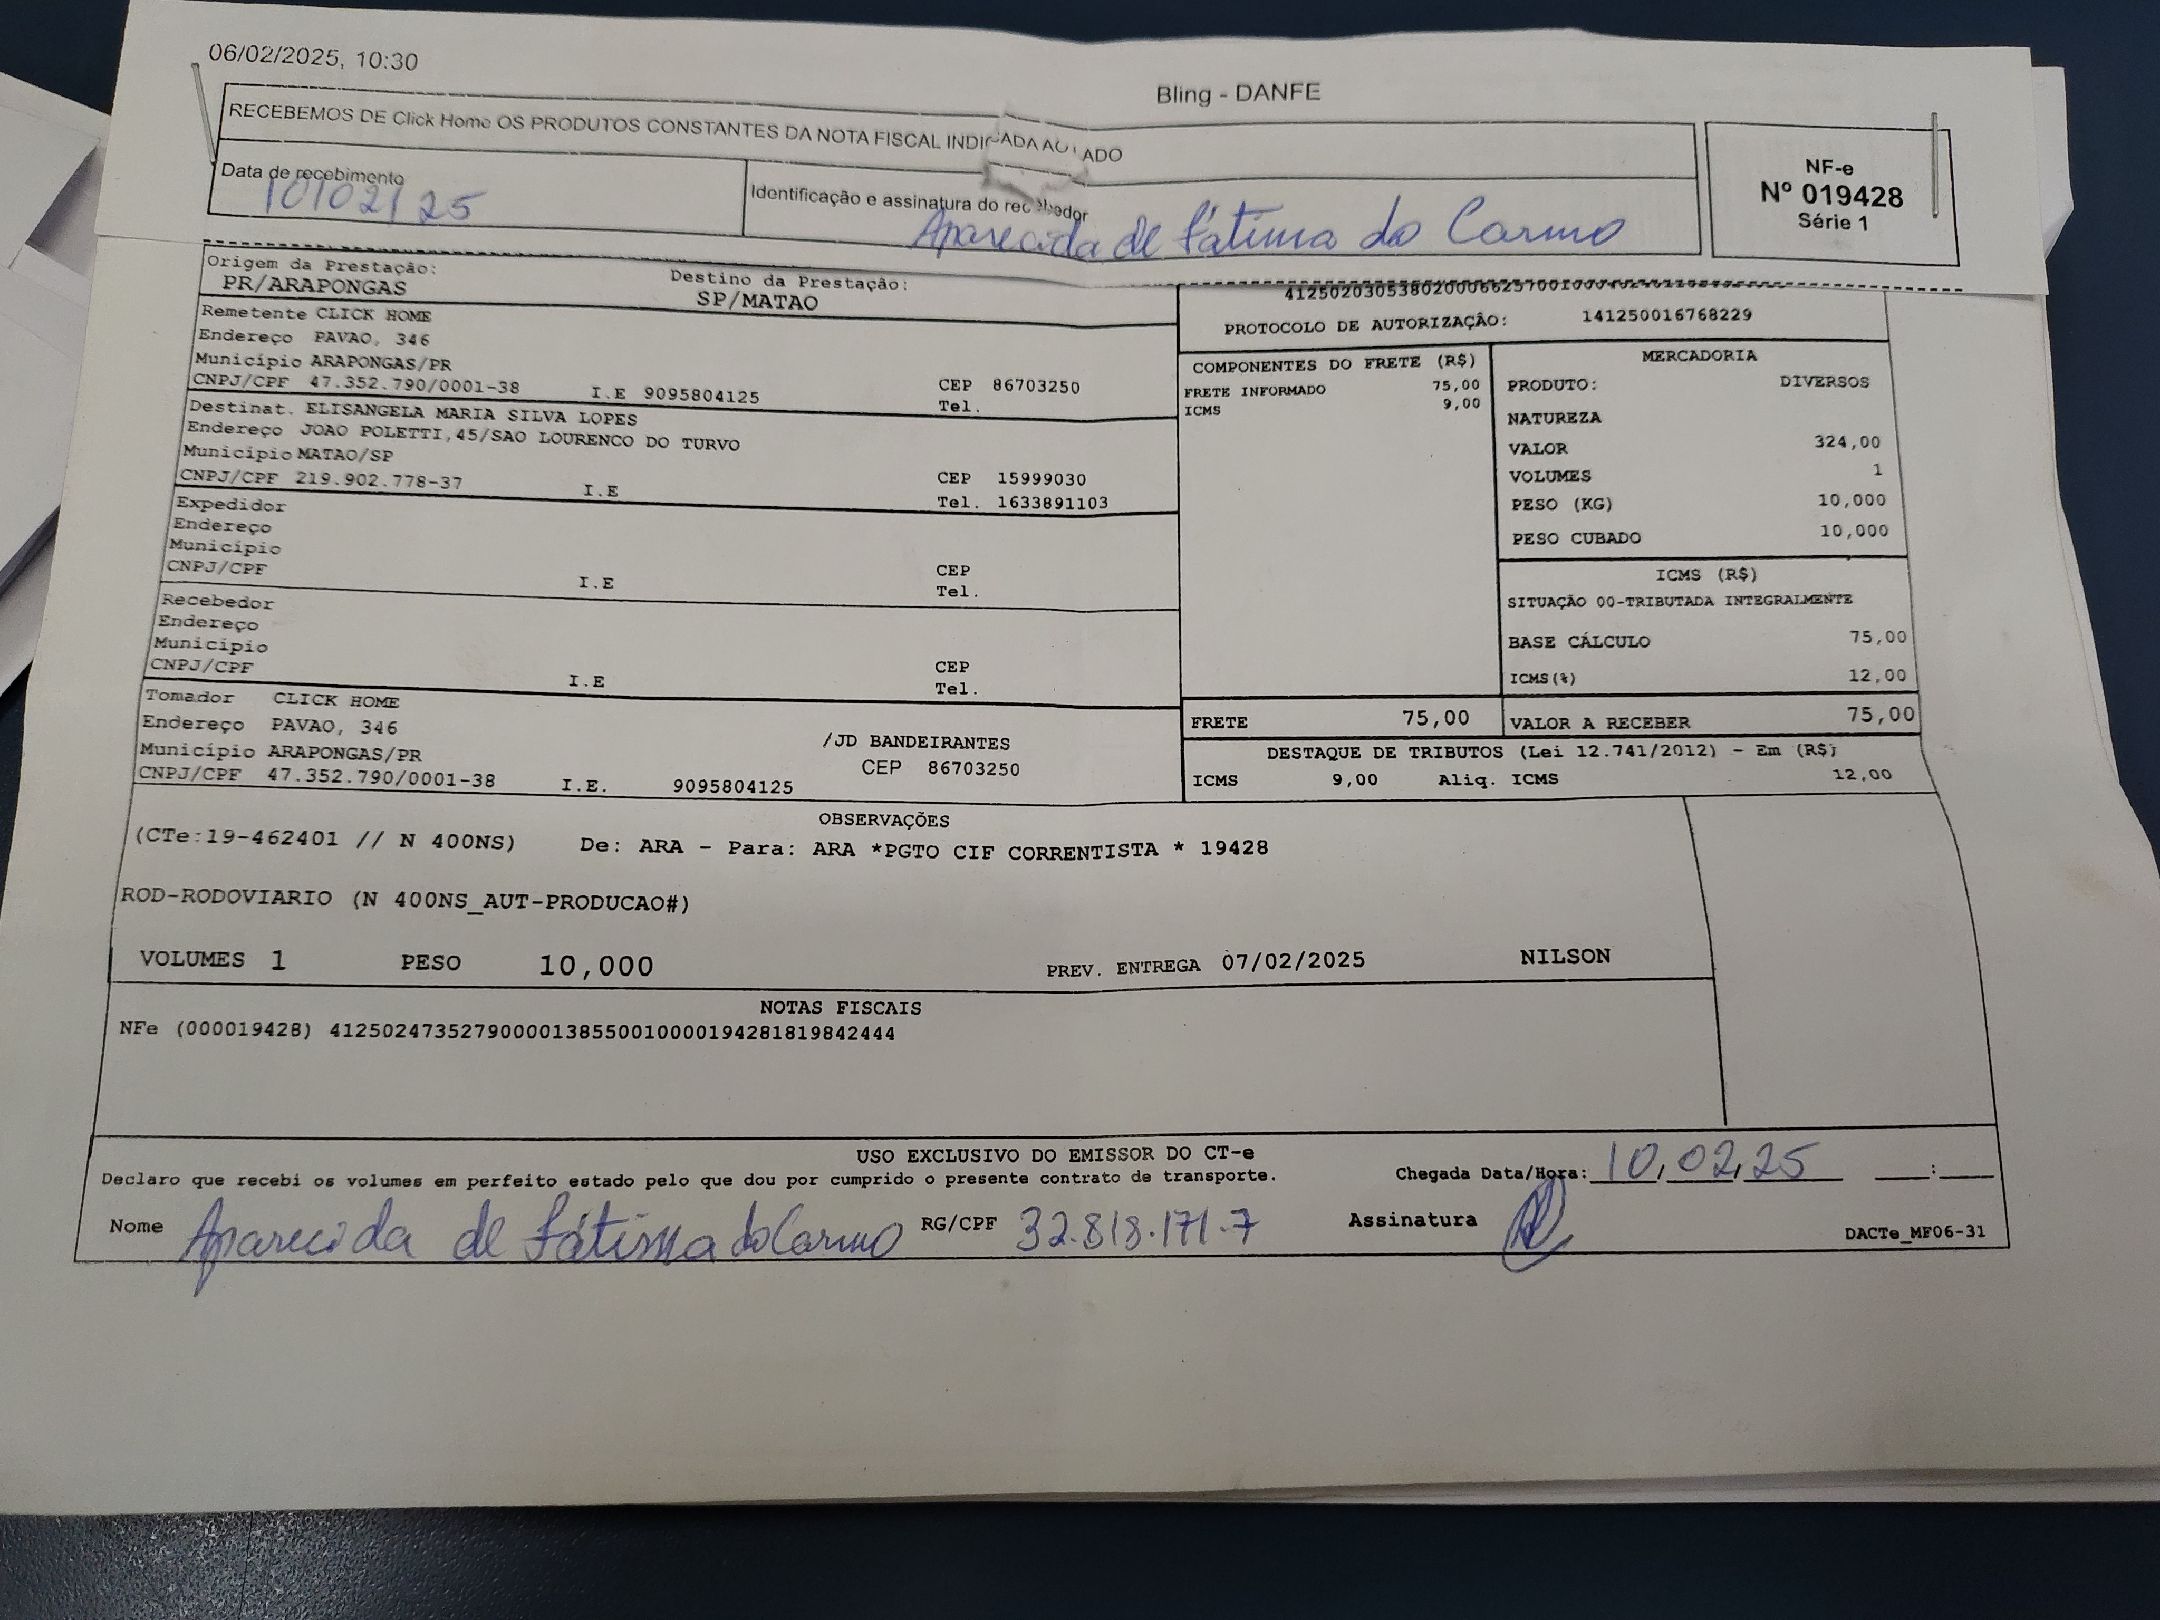 06/02/2025, 10:30
Bling - DANFE
RECEBEMOS DE Click Home OS PRODUTOS CONSTANTES DA NOTA FISCAL INDICADA AO LADO
Data de recebimento
10/02/25
Identificação e assinatura do recebedor
Aparecida de Fátima do Carmo
NF-e
Nº 019428
Série 1
Origem da Prestação:
PR/ARAPONGAS
Destino da Prestação:
SP/MATAO
Remetente CLICK HOME
Endereço PAVAO, 346
Município ARAPONGAS/PR
CNPJ/CPF 47.352.790/0001-38 I.E 9095804125
CEP 86703250
Tel.
Destinat. ELISANGELA MARIA SILVA LOPES
Endereço JOAO POLETTI,45/SAO LOURENCO DO TURVO
Município MATAO/SP
CNPJ/CPF 219.902.778-37 I.E
CEP 15999030
Tel. 1633891103
Expedidor
Endereço
Município
CNPJ/CPF I.E
CEP
Tel.
Recebedor
Endereço
Município
CNPJ/CPF I.E
CEP
Tel.
Tomador CLICK HOME
Endereço PAVAO, 346 /JD BANDEIRANTES
Município ARAPONGAS/PR CEP 86703250
CNPJ/CPF 47.352.790/0001-38 I.E. 9095804125
PROTOCOLO DE AUTORIZAÇÃO: 141250016768229
COMPONENTES DO FRETE (R$)
FRETE INFORMADO 75,00
ICMS 9,00
MERCADORIA
PRODUTO: DIVERSOS
NATUREZA
VALOR 324,00
VOLUMES 1
PESO (KG) 10,000
PESO CUBADO 10,000
ICMS (R$)
SITUAÇÃO 00-TRIBUTADA INTEGRALMENTE
BASE CÁLCULO 75,00
ICMS(%) 12,00
FRETE 75,00 VALOR A RECEBER 75,00
DESTAQUE DE TRIBUTOS (Lei 12.741/2012) - Em (R$)
ICMS 9,00 Aliq. ICMS 12,00
OBSERVAÇÕES
(CTe:19-462401 // N 400NS) De: ARA - Para: ARA *PGTO CIF CORRENTISTA * 19428
ROD-RODOVIARIO (N 400NS_AUT-PRODUCAO#)
VOLUMES 1 PESO 10,000 PREV. ENTREGA 07/02/2025 NILSON
NOTAS FISCAIS
NFe (000019428) 41250247352790000138550010000194281819842444
USO EXCLUSIVO DO EMISSOR DO CT-e
Declaro que recebi os volumes em perfeito estado pelo que dou por cumprido o presente contrato de transporte.
Chegada Data/Hora: 10,02,25 :
Nome Aparecida de Fátima do Carmo RG/CPF 32.818.171-7 Assinatura
DACTe_MF06-31